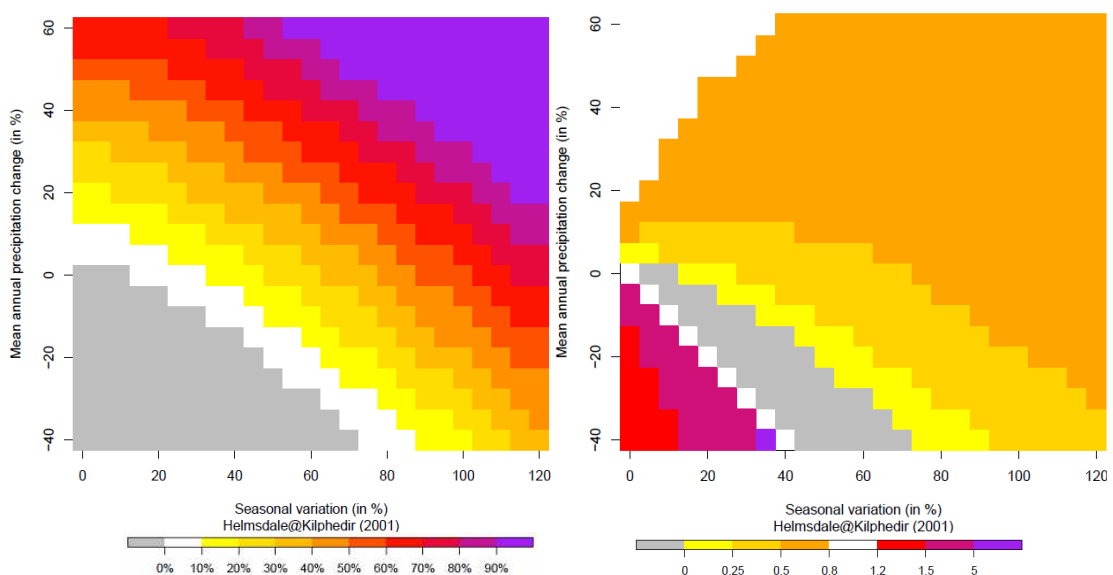 Mean annual precipitation change (in %)
60
40
20
0
−20
−40
0 20 40 60 80 100 120
Seasonal variation (in %)
Helmsdale@Kilphedir (2001)
0% 10% 20% 30% 40% 50% 60% 70% 80% 90%
Mean annual precipitation change (in %)
60
40
20
0
−20
−40
0 20 40 60 80 100 120
Seasonal variation (in %)
Helmsdale@Kilphedir (2001)
0 0.25 0.5 0.8 1.2 1.5 5